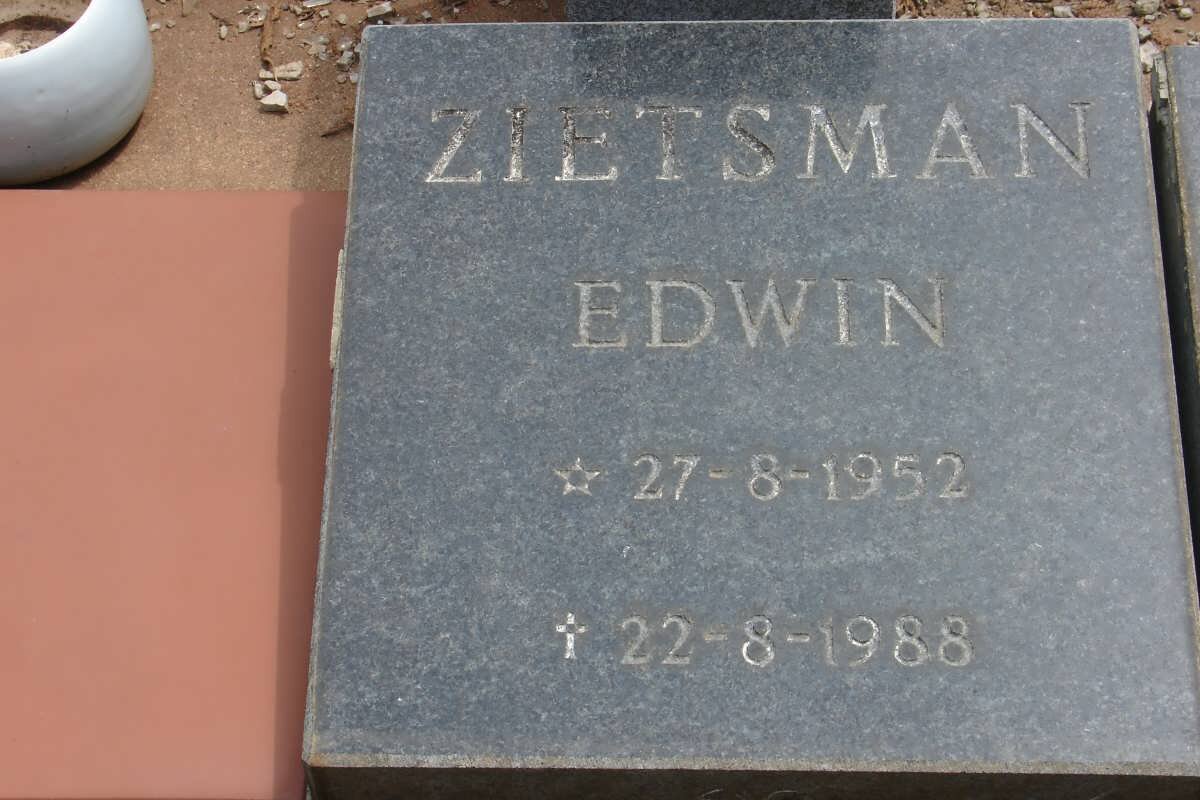 ZIETSMAN
EDWIN
☆ 27-8-1952
✝ 22-8-1988